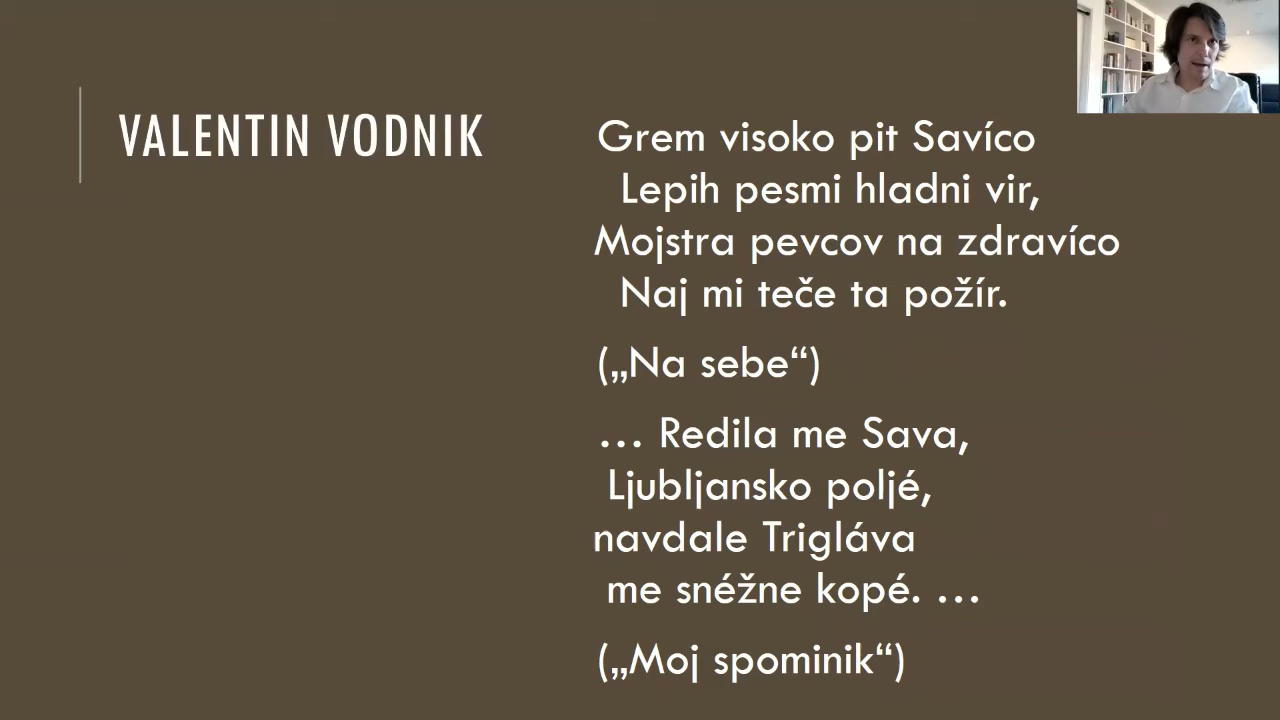 VALENTIN VODNIK
Grem visoko pit Savíco
Lepih pesmi hladni vir,
Mojstra pevcov na zdravíco
Naj mi teče ta požír.
(„Na sebe“)
… Redila me Sava,
Ljubljansko poljé,
navdale Trigláva
me snéžne kopé. …
(„Moj spominik“)